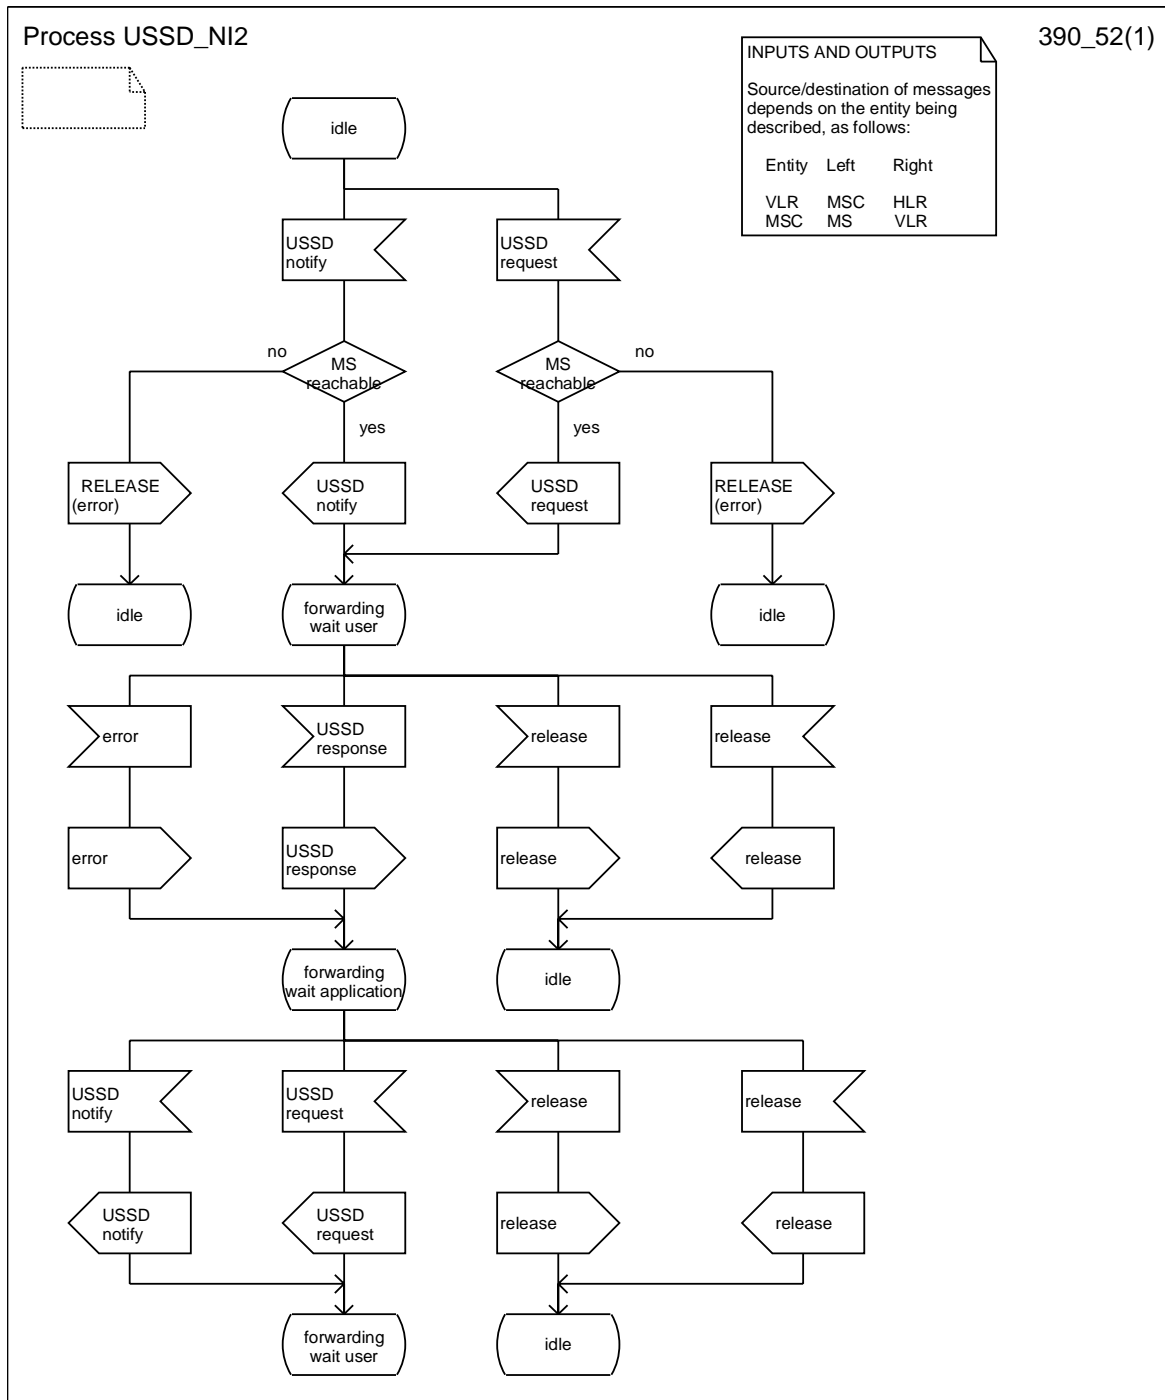 Process USSD_NI2
390_52(1)
INPUTS AND OUTPUTS
Source/destination of messages
depends on the entity being
described, as follows:
Entity Left Right
VLR MSC HLR
MSC MS VLR
idle
USSD
notify
USSD
request
no
MS
reachable
yes
MS
reachable
no
yes
RELEASE
(error)
USSD
notify
USSD
request
RELEASE
(error)
idle
forwarding
wait user
idle
error
USSD
response
release
release
error
USSD
response
release
release
forwarding
wait application
idle
USSD
notify
USSD
request
release
release
USSD
notify
USSD
request
release
release
forwarding
wait user
idle